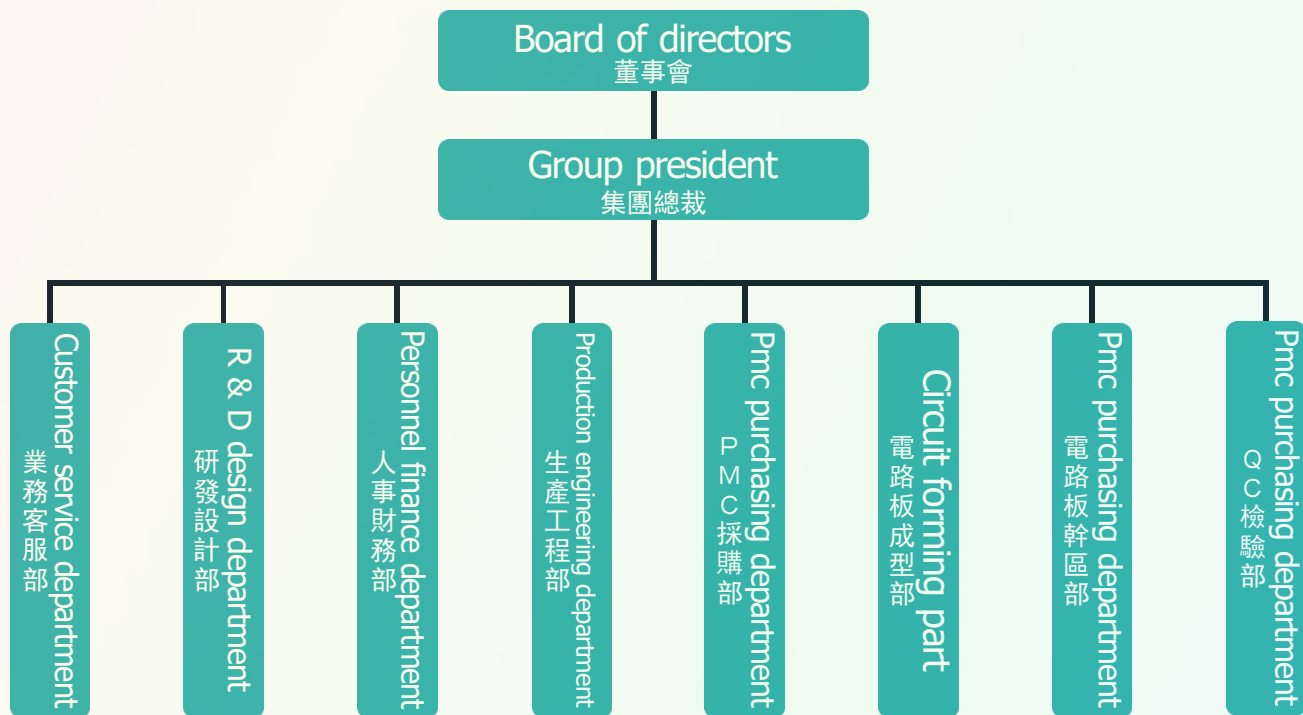 Board of directors
董事會
Group president
集團總裁
Customer service department
業務客服部
R & D design department
研發設計部
Personnel finance department
人事財務部
Production engineering department
生產工程部
Pmc purchasing department
PMC採購部
Circuit forming part
電路板成型部
Pmc purchasing department
電路板幹區部
Pmc purchasing department
QC檢驗部